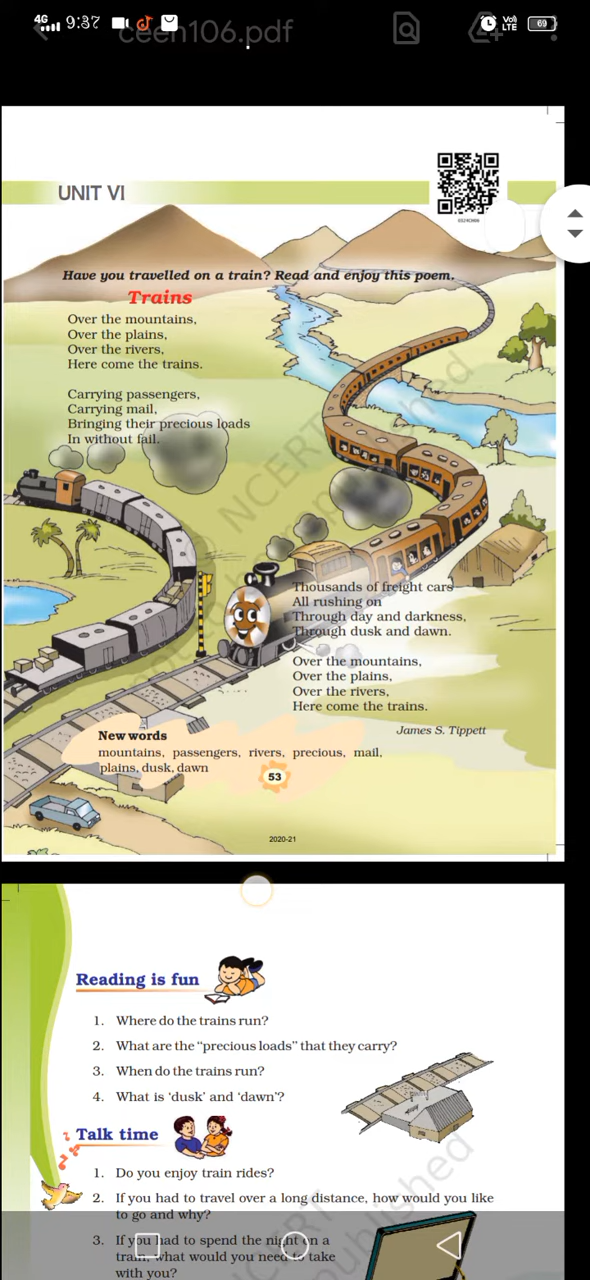 4G 9:37
ceen106.pdf
Vo)) LTE 69
UNIT VI
Have you travelled on a train? Read and enjoy this poem.
Trains
Over the mountains,
Over the plains,
Over the rivers,
Here come the trains.
Carrying passengers,
Carrying mail,
Bringing their precious loads
In without fail.
Thousands of freight cars
All rushing on
Through day and darkness,
Through dusk and dawn.
Over the mountains,
Over the plains,
Over the rivers,
Here come the trains.
James S. Tippett
New words
mountains, passengers, rivers, precious, mail,
plains, dusk, dawn
53
2020-21
Reading is fun
1. Where do the trains run?
2. What are the “precious loads” that they carry?
3. When do the trains run?
4. What is ‘dusk’ and ‘dawn’?
Talk time
1. Do you enjoy train rides?
2. If you had to travel over a long distance, how would you like
to go and why?
3. If you had to spend the night on a
train, what would you need to take
with you?